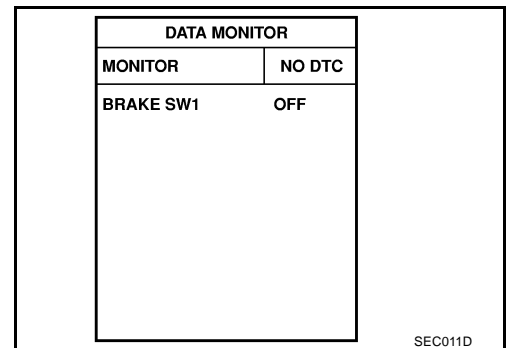 DATA MONITOR
MONITOR NO DTC
BRAKE SW1 OFF
SEC011D